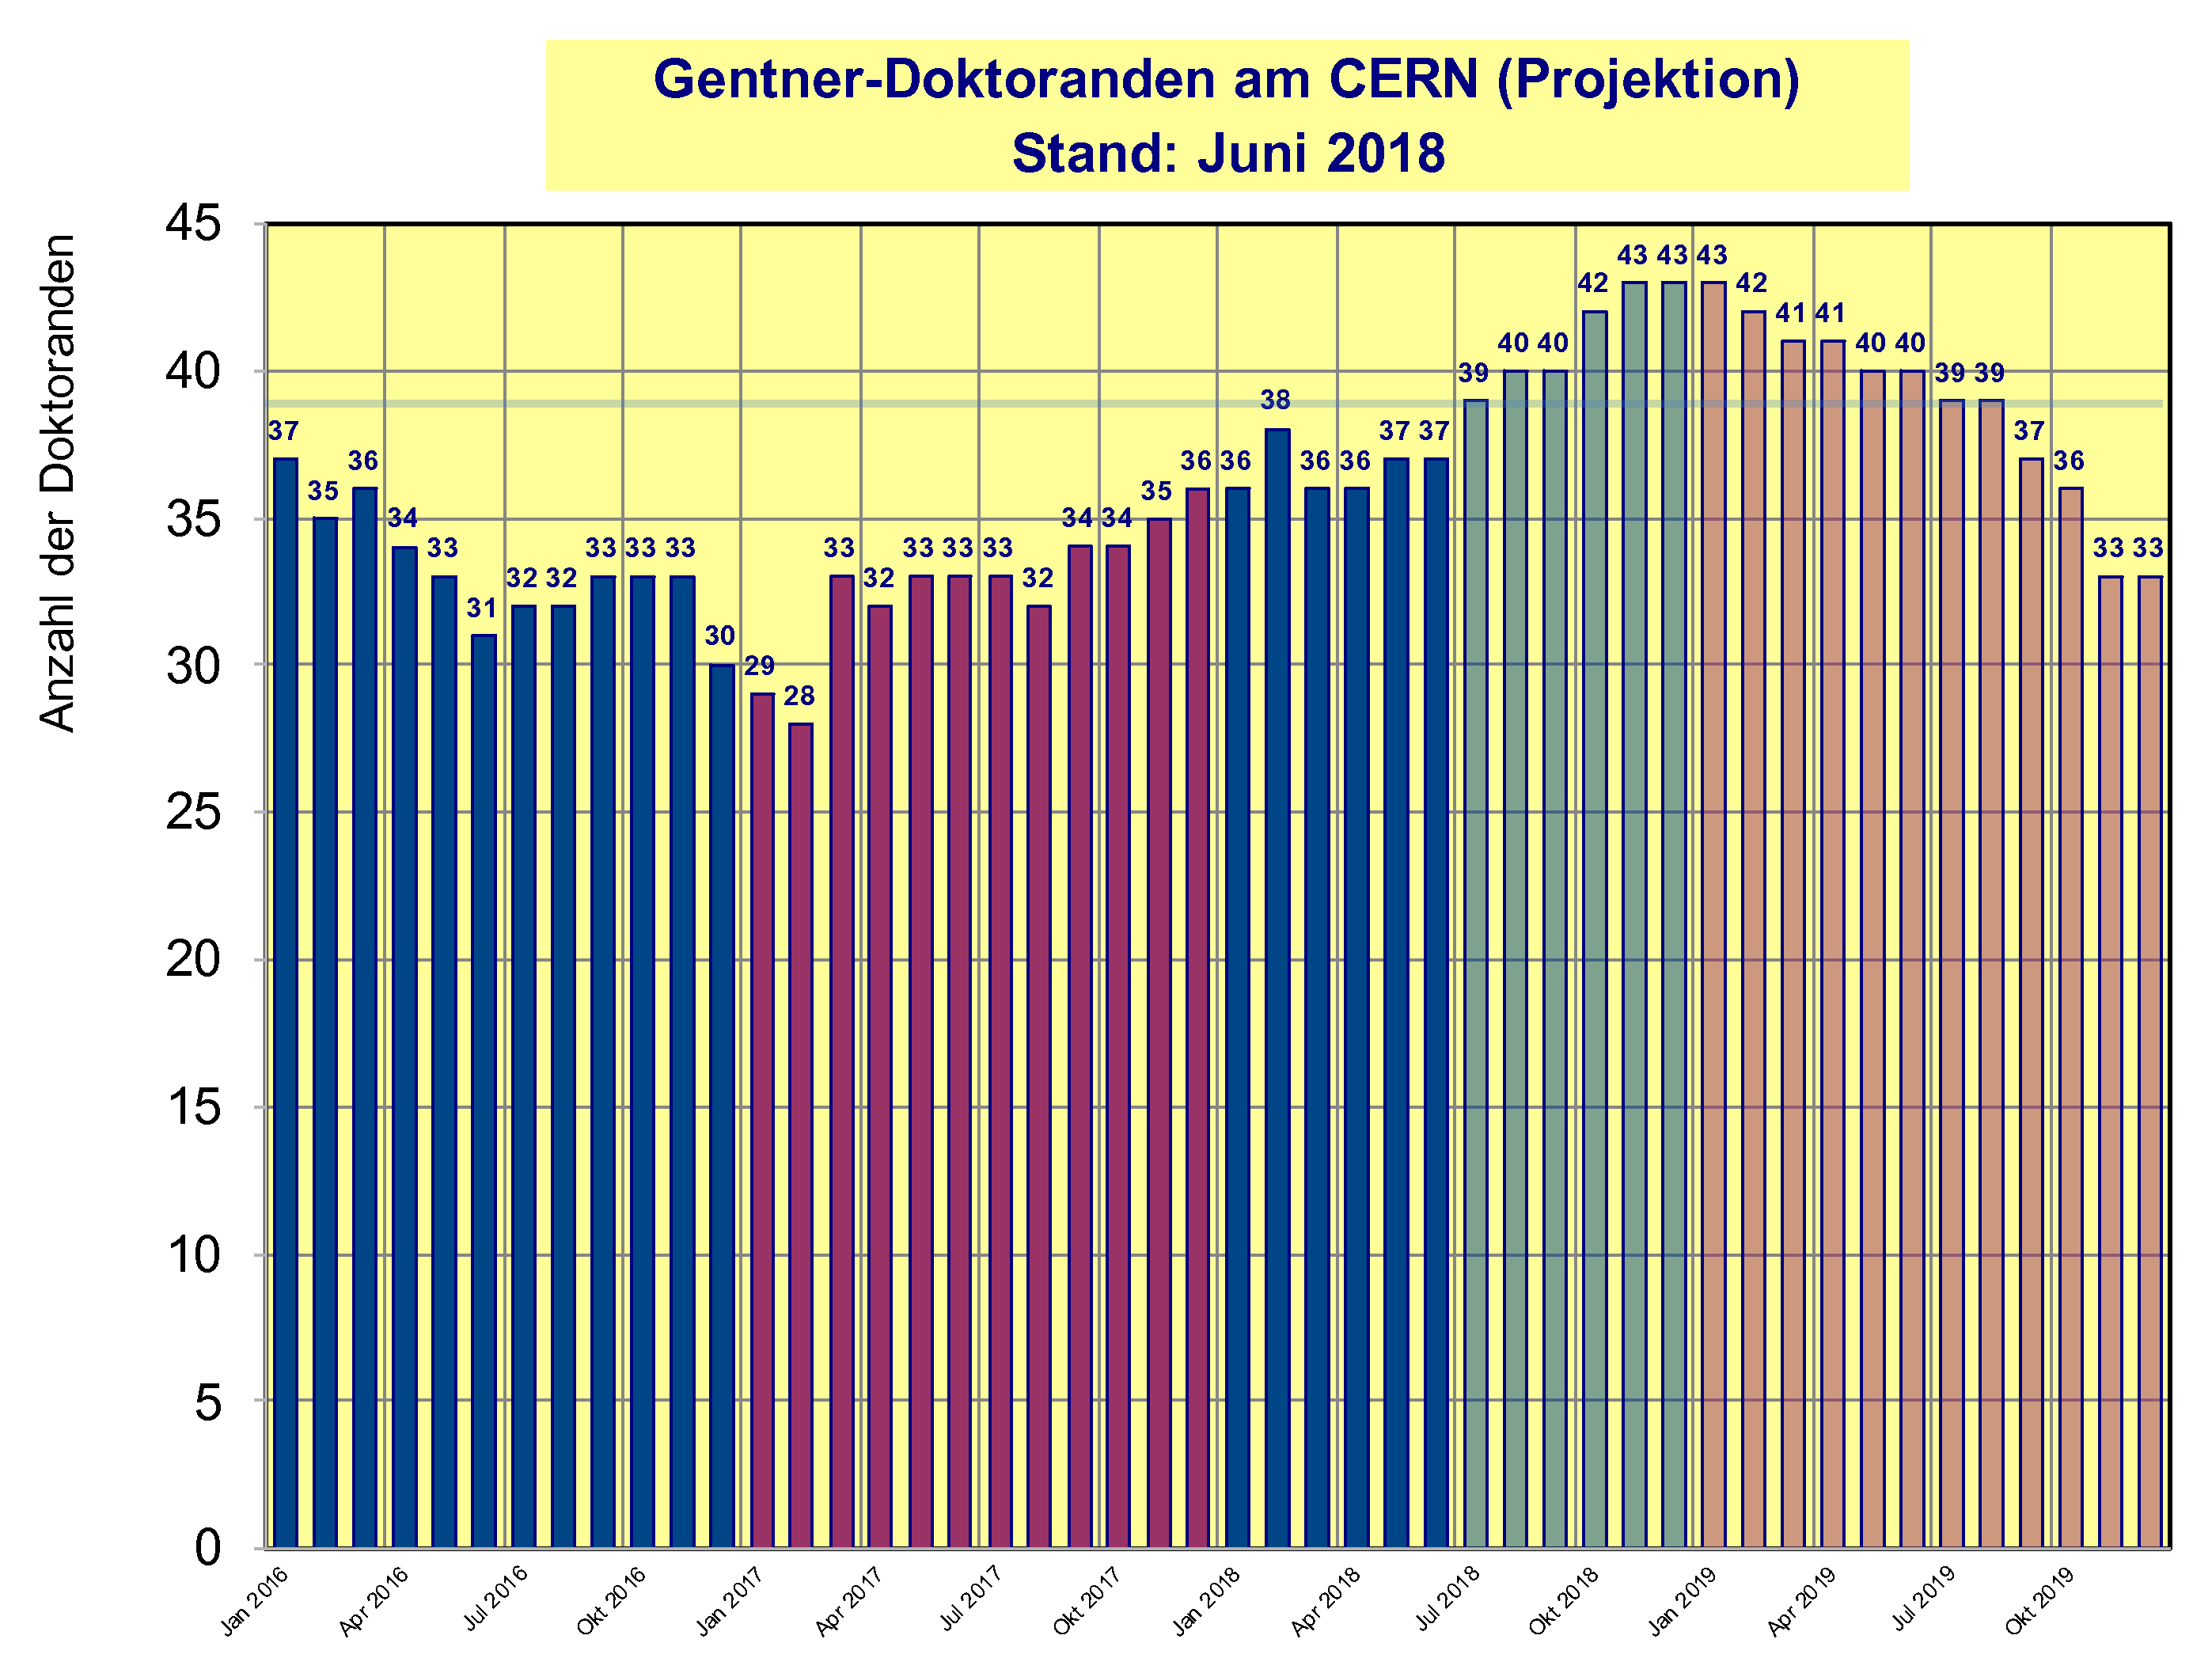 Gentner-Doktoranden am CERN (Projektion)
Stand: Juni 2018
Anzahl der Doktoranden
45
40
35
30
25
20
15
10
5
0
37 35 36 34 33 31 32 32 33 33 33 30 29 28 33 32 33 33 33 32 34 34 35 36 36 38 36 36 37 37 39 40 40 42 43 43 43 42 41 41 40 40 39 39 37 36 33 33
Jan 2016 Apr 2016 Jul 2016 Okt 2016 Jan 2017 Apr 2017 Jul 2017 Okt 2017 Jan 2018 Apr 2018 Jul 2018 Okt 2018 Jan 2019 Apr 2019 Jul 2019 Okt 2019